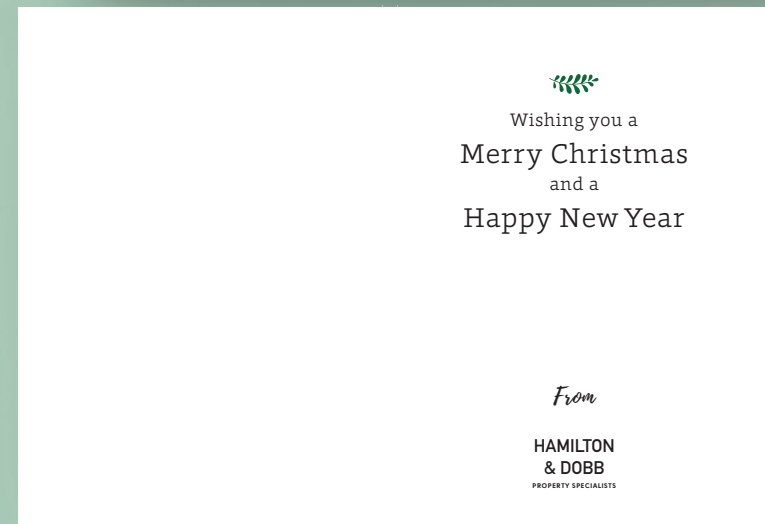 Wishing you a
Merry Christmas
and a
Happy New Year
From
HAMILTON
& DOBB
PROPERTY SPECIALISTS